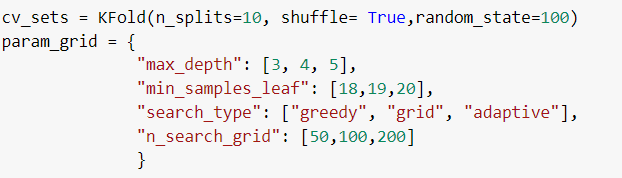 cv_sets = KFold(n_splits=10, shuffle= True,random_state=100)
param_grid = {
"max_depth": [3, 4, 5],
"min_samples_leaf": [18,19,20],
"search_type": ["greedy", "grid", "adaptive"],
"n_search_grid": [50,100,200]
}